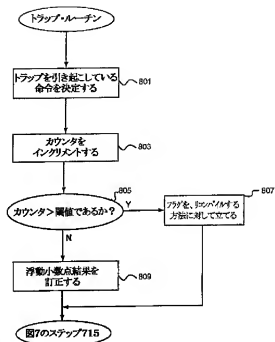 トラップ・ルーチン
トラップを引き起こしている
命令を決定する
801
カウンタを
インクリメントする
803
805
カウンタ＞閾値であるか？
Y
807
フラグを、リコンパイルする
方法に対して立てる
N
浮動小数点結果を
訂正する
809
図7のステップ715